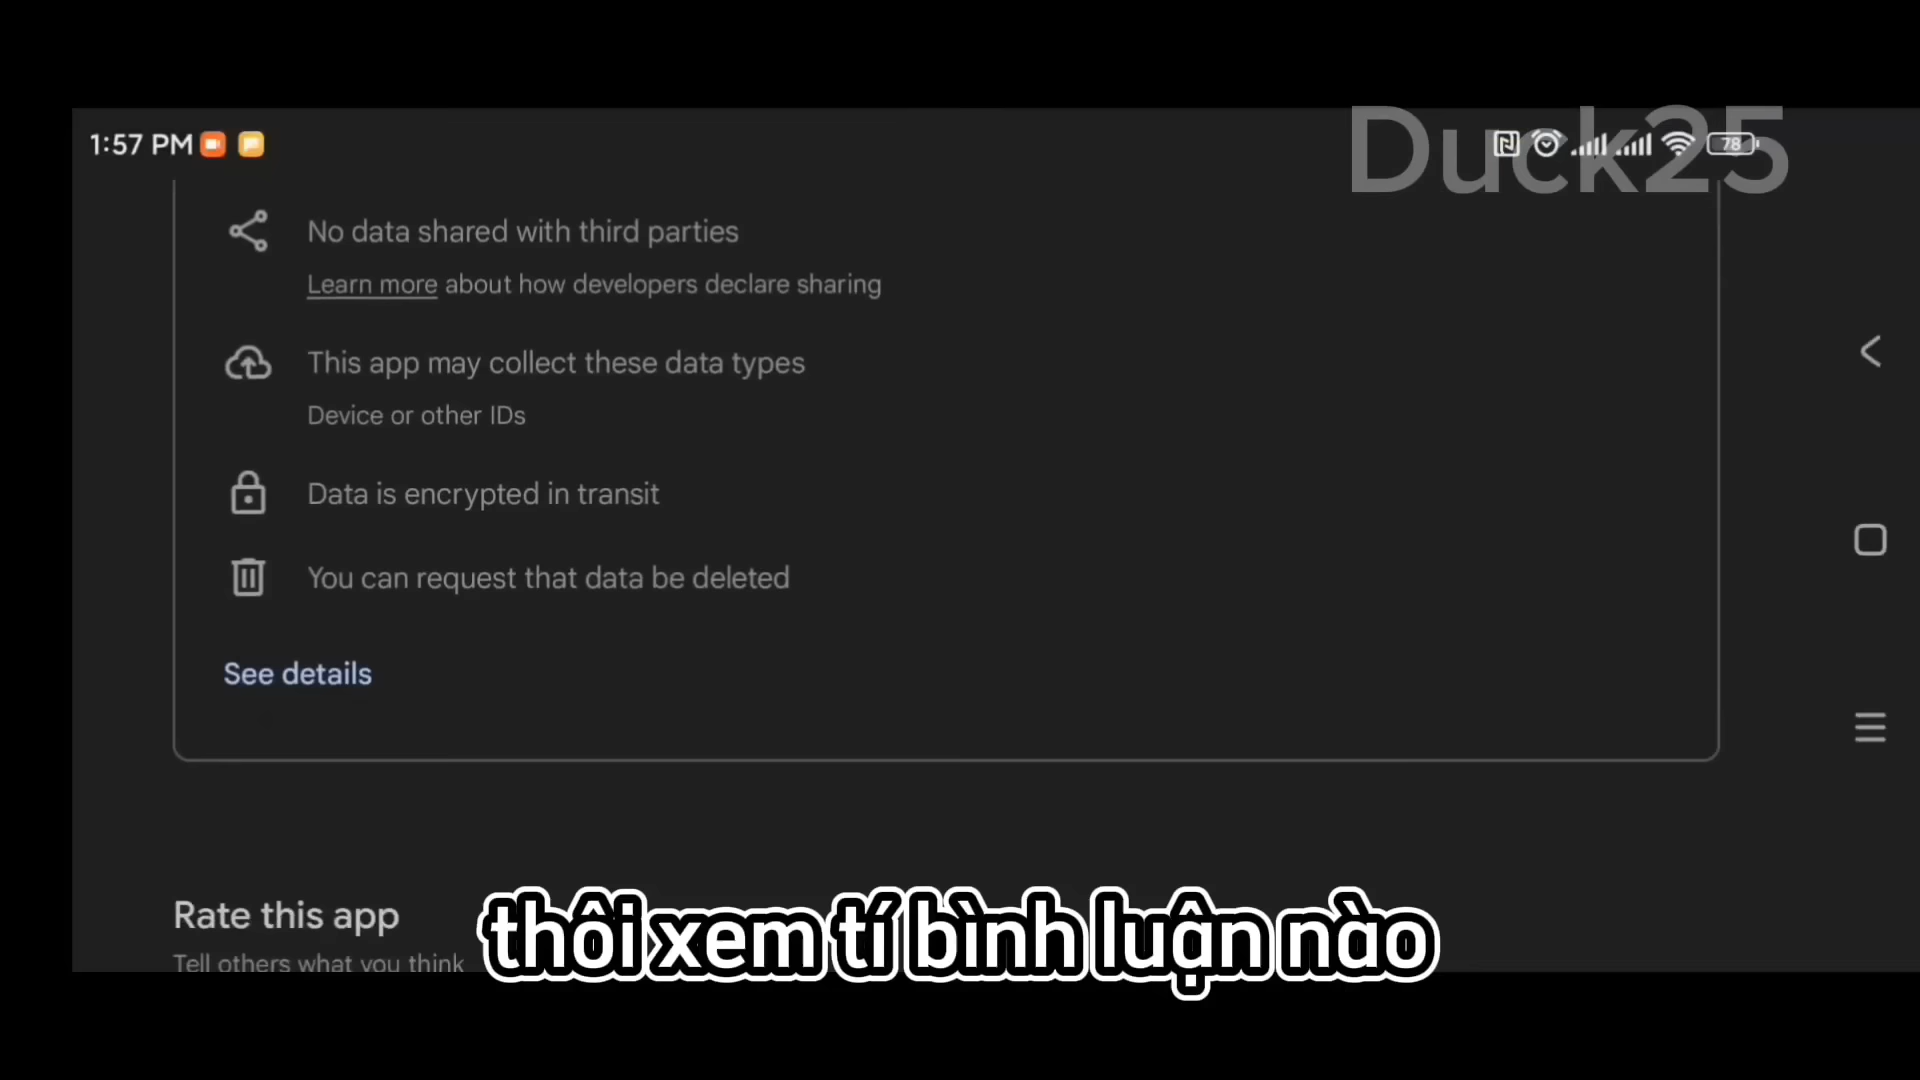 Duck25
1:57 PM
78
No data shared with third parties
Learn more about how developers declare sharing
This app may collect these data types
Device or other IDs
Data is encrypted in transit
You can request that data be deleted
See details
Rate this app
Tell others what you think
thôi xem tí bình luận nào